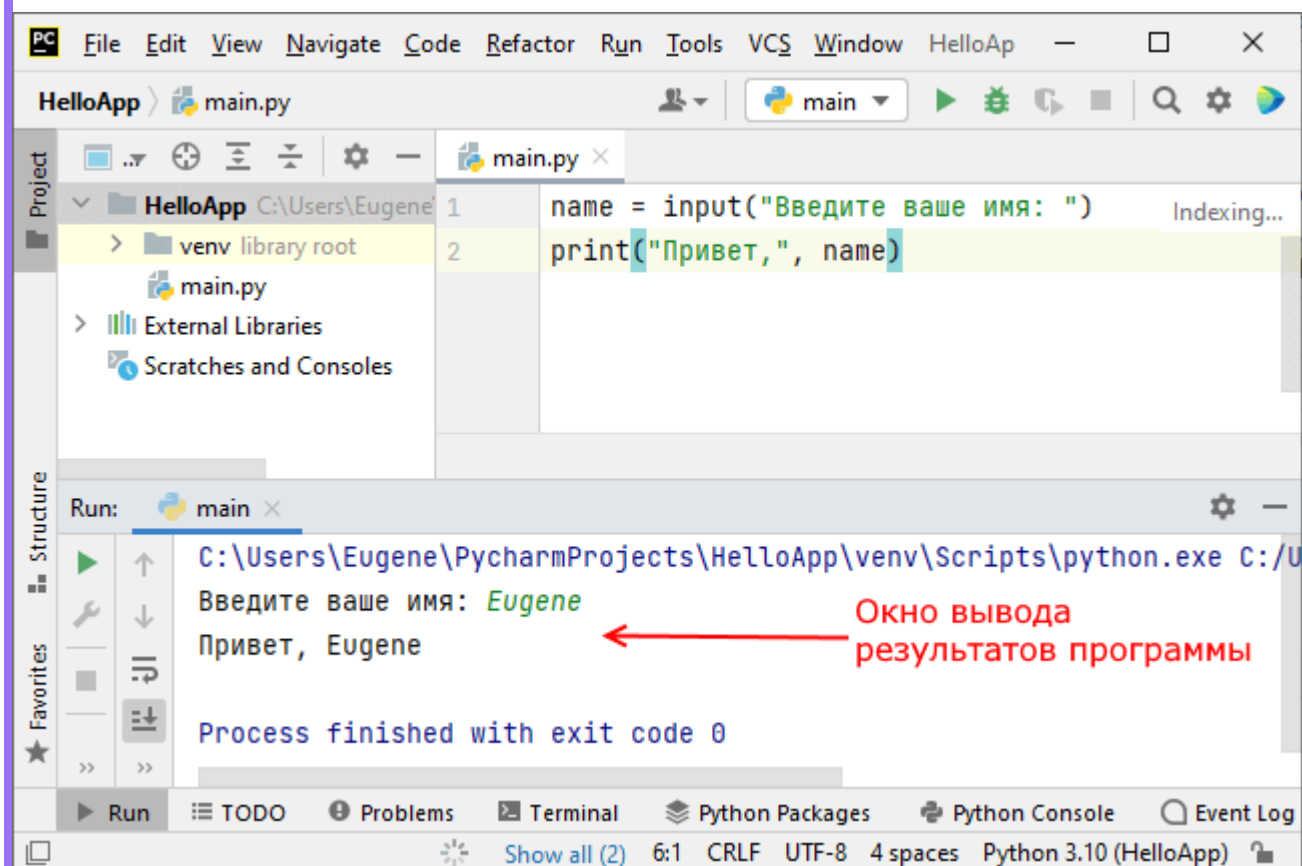 PC File Edit View Navigate Code Refactor Run Tools VCS Window HelloAp
HelloApp main.py main
Project
..
main.py
HelloApp C:\Users\Eugene\
venv library root
main.py
External Libraries
Scratches and Consoles
1 name = input("Введите ваше имя: ")
Indexing...
2 print("Привет,", name)
Structure
Favorites
Run: main
C:\Users\Eugene\PycharmProjects\HelloApp\venv\Scripts\python.exe C:/U
Введите ваше имя: Eugene
Привет, Eugene
Окно вывода
результатов программы
Process finished with exit code 0
Run TODO Problems Terminal Python Packages Python Console Event Log
Show all (2) 6:1 CRLF UTF-8 4 spaces Python 3.10 (HelloApp)